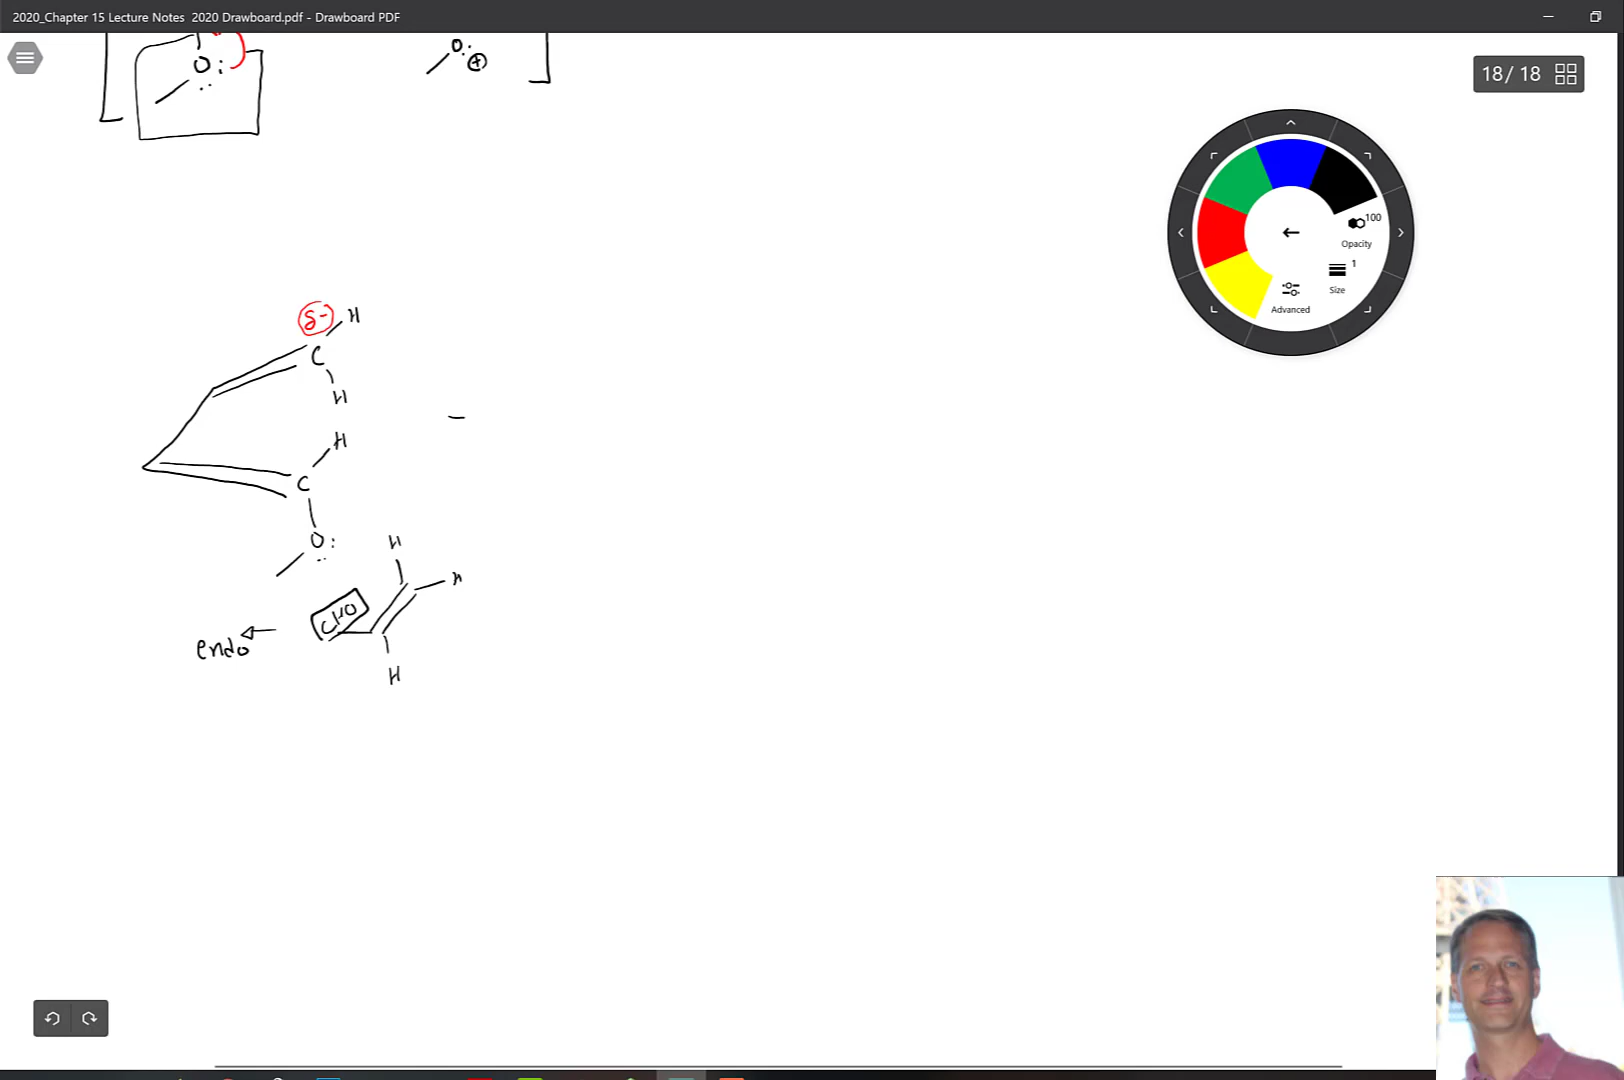 2020_Chapter 15 Lecture Notes 2020 Drawboard.pdf - Drawboard PDF
18 / 18
O:
O:
⊕
100
Opacity
1
Size
Advanced
δ-
H
C
H
H
C
O:
H
H
CHO
endo
H